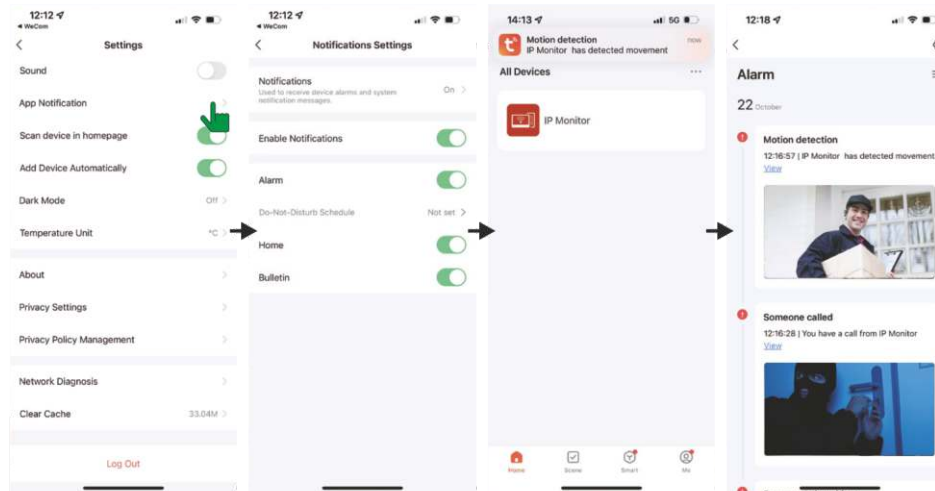 12:12
WeCom
Settings
Sound
App Notification
Scan device in homepage
Add Device Automatically
Dark Mode
Off
Temperature Unit
°C
About
Privacy Settings
Privacy Policy Management
Network Diagnosis
Clear Cache
33.04M
Log Out
12:12
WeCom
Notifications Settings
Notifications
Used to receive device alarms and system
notification messages.
On
Enable Notifications
Alarm
Do-Not-Disturb Schedule
Not set
Home
Bulletin
14:13
5G
Motion detection
now
IP Monitor has detected movement
All Devices
IP Monitor
Home
Scene
Smart
Me
12:18
Alarm
22 October
Motion detection
12:16:57 | IP Monitor has detected movement
View
Someone called
12:16:28 | You have a call from IP Monitor
View